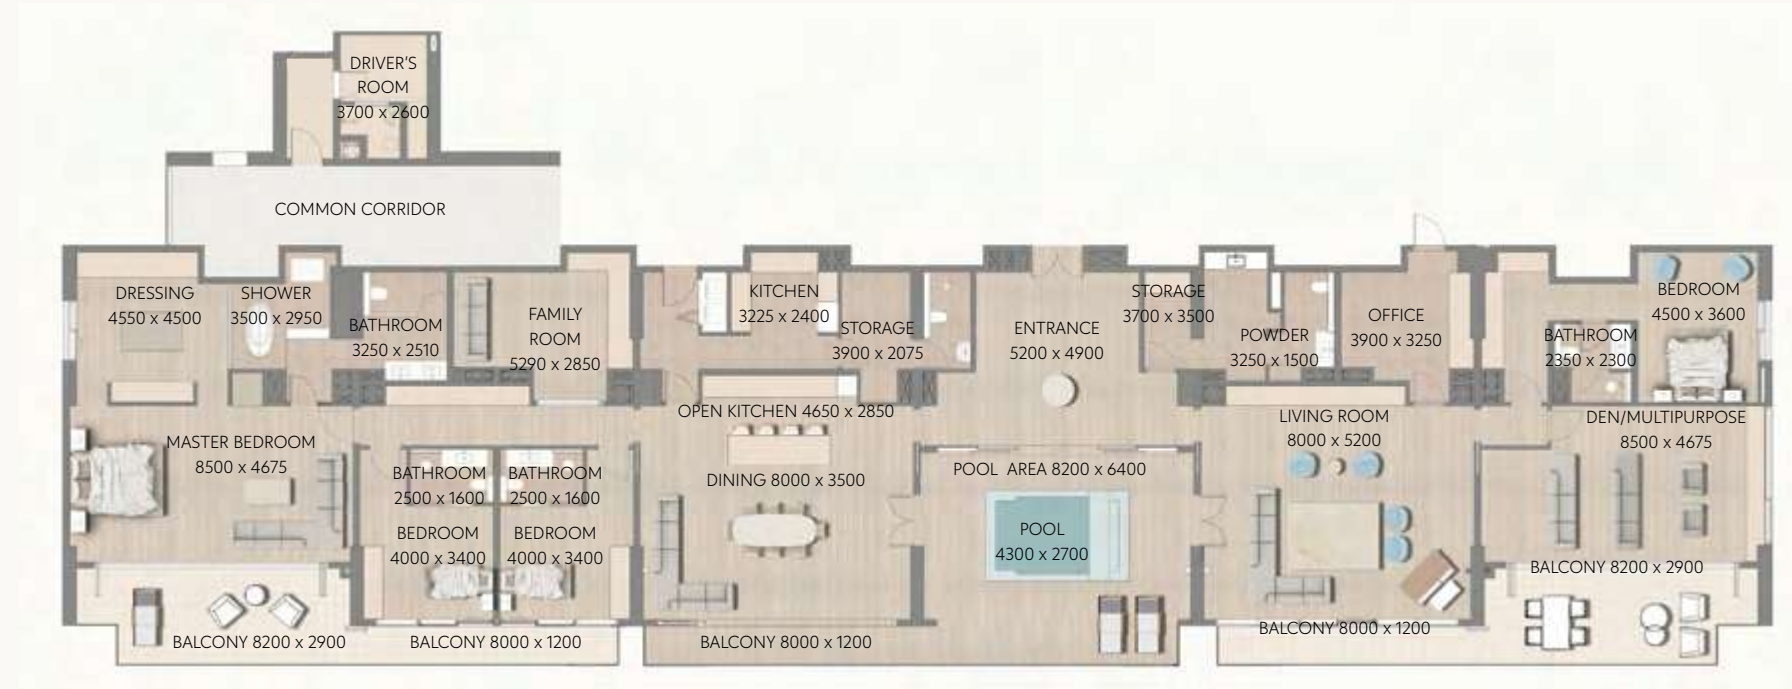 DRIVER'S
ROOM
3700 x 2600
COMMON CORRIDOR
DRESSING
4550 x 4500
SHOWER
3500 x 2950
BATHROOM
3250 x 2510
FAMILY
ROOM
5290 x 2850
KITCHEN
3225 x 2400
STORAGE
3900 x 2075
ENTRANCE
5200 x 4900
STORAGE
3700 x 3500
POWDER
3250 x 1500
OFFICE
3900 x 3250
BATHROOM
2350 x 2300
BEDROOM
4500 x 3600
MASTER BEDROOM
8500 x 4675
OPEN KITCHEN 4650 x 2850
LIVING ROOM
8000 x 5200
DEN/MULTIPURPOSE
8500 x 4675
BATHROOM
2500 x 1600
BATHROOM
2500 x 1600
DINING 8000 x 3500
POOL AREA 8200 x 6400
BEDROOM
4000 x 3400
BEDROOM
4000 x 3400
POOL
4300 x 2700
BALCONY 8200 x 2900
BALCONY 8200 x 2900
BALCONY 8000 x 1200
BALCONY 8000 x 1200
BALCONY 8000 x 1200